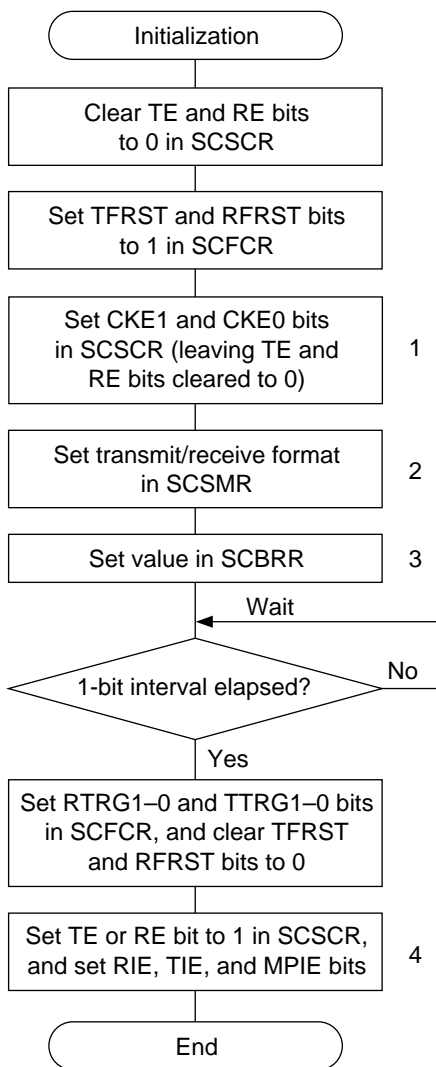 Initialization
Clear TE and RE bits
to 0 in SCSCR
Set TFRST and RFRST bits
to 1 in SCFCR
Set CKE1 and CKE0 bits
in SCSCR (leaving TE and
RE bits cleared to 0)
1
Set transmit/receive format
in SCSMR
2
Set value in SCBRR
3
Wait
1-bit interval elapsed?
No
Yes
Set RTRG1–0 and TTRG1–0 bits
in SCFCR, and clear TFRST
and RFRST bits to 0
Set TE or RE bit to 1 in SCSCR,
and set RIE, TIE, and MPIE bits
4
End